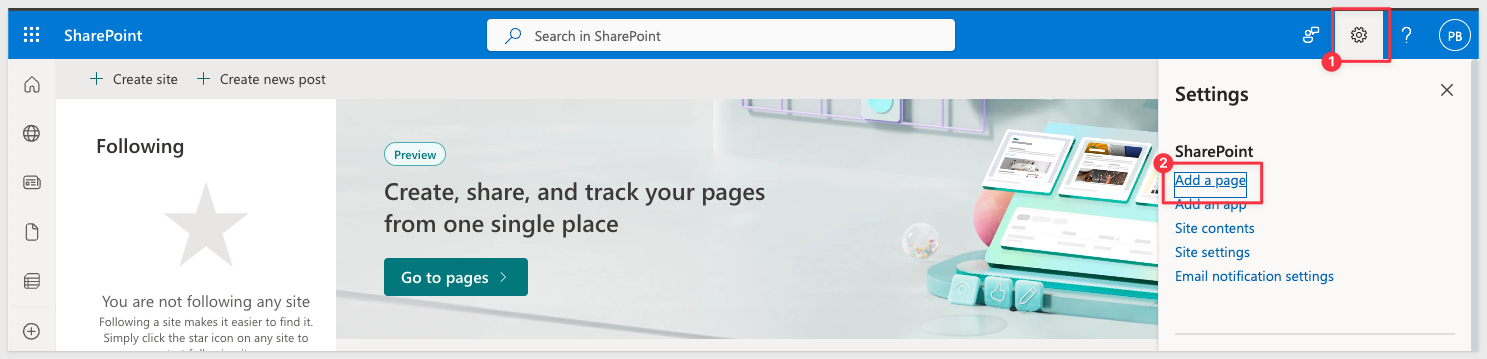 SharePoint
Search in SharePoint
PB
1
Create site
Create news post
Following
You are not following any site
Following a site makes it easier to find it.
Simply click the star icon on any site to
Preview
Create, share, and track your pages
from one single place
Go to pages
Settings
SharePoint
2
Add a page
Add an app
Site contents
Site settings
Email notification settings